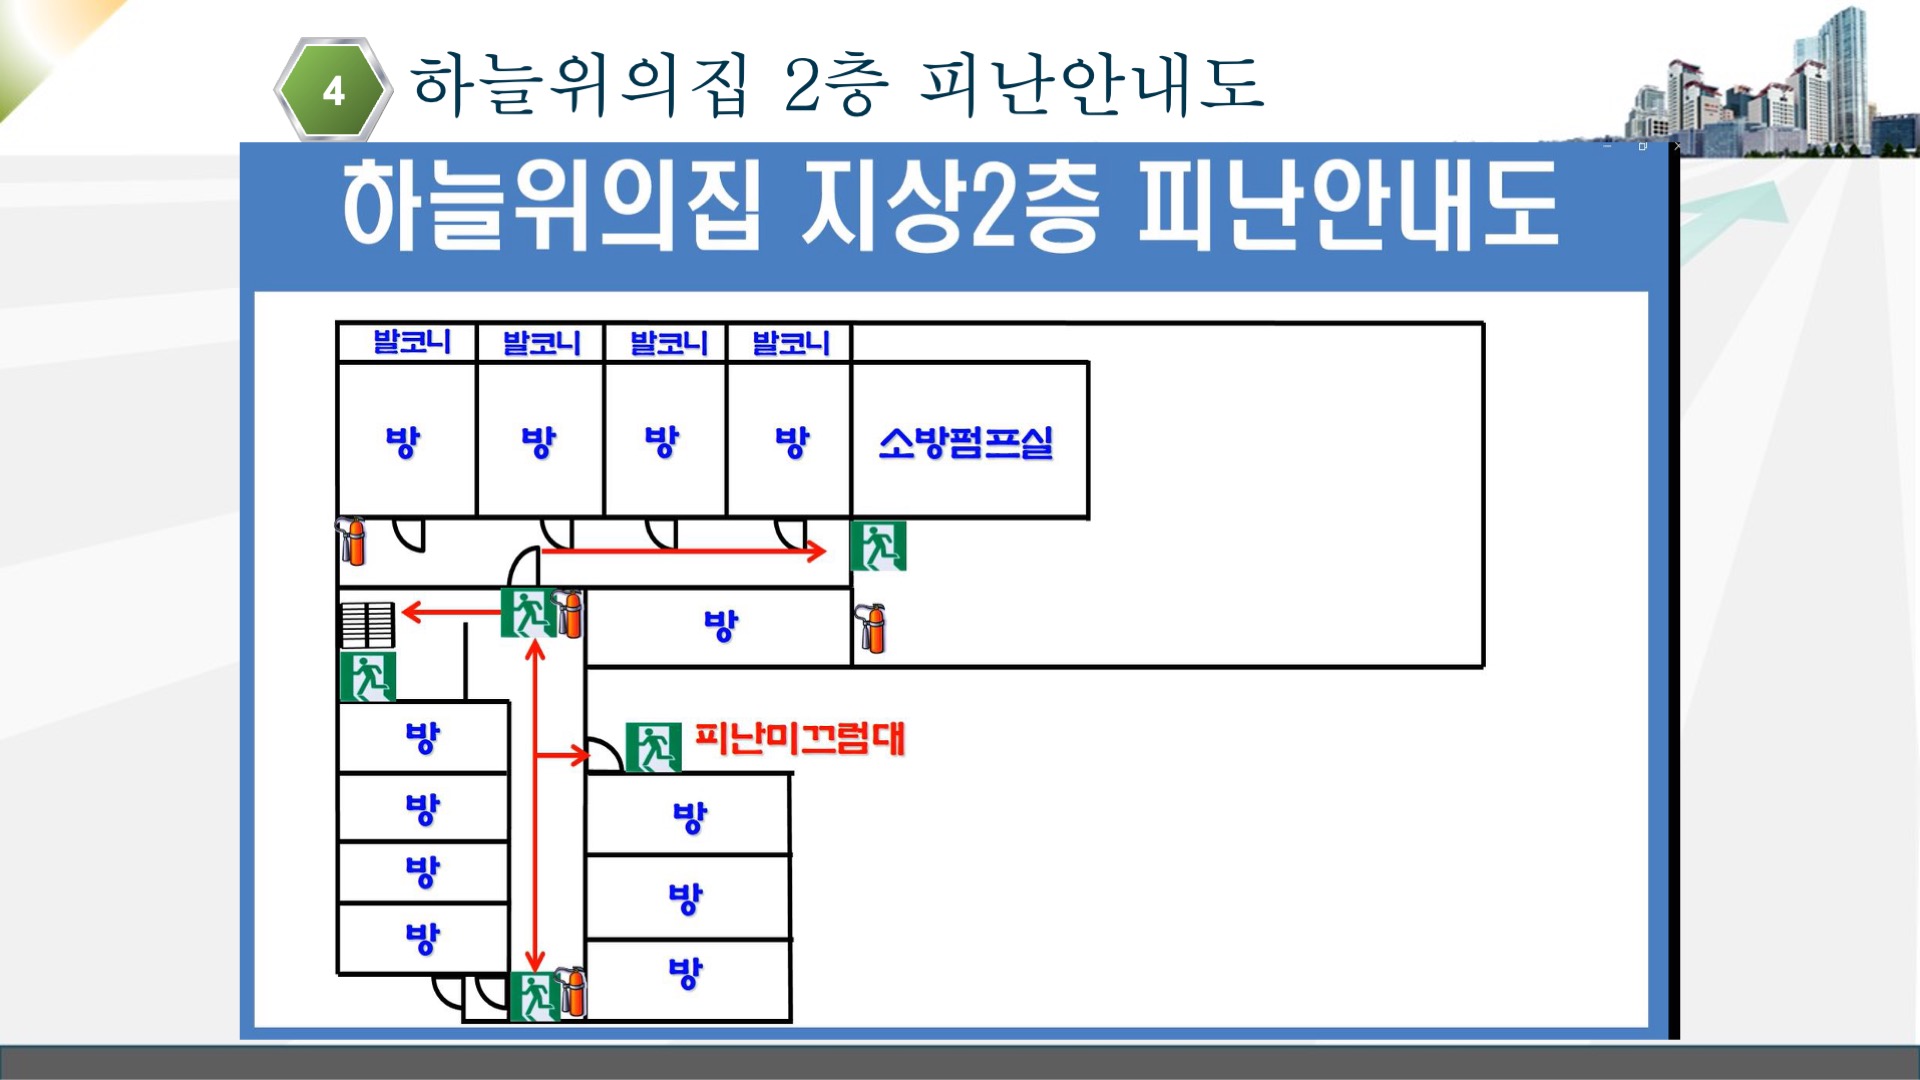 4 하늘위의집 2층 피난안내도
하늘위의집 지상2층 피난안내도
발코니 발코니 발코니 발코니
방 방 방 방 소방펌프실
방
피난미끄럼대
방
방
방
방
방
방
방